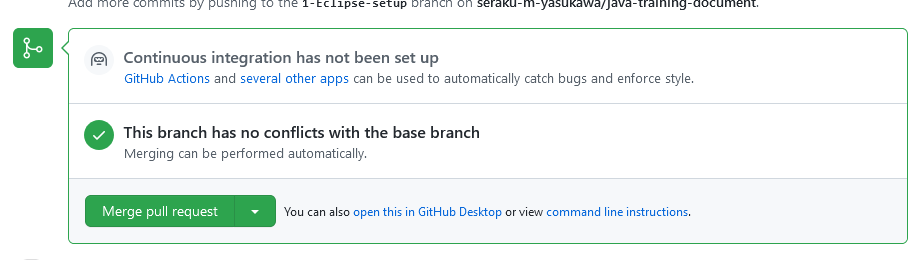 Add more commits by pushing to the 1-Eclipse-setup branch on seraku-m-yasukawa/java-training-document.
Continuous integration has not been set up
GitHub Actions and several other apps can be used to automatically catch bugs and enforce style.
This branch has no conflicts with the base branch
Merging can be performed automatically.
Merge pull request You can also open this in GitHub Desktop or view command line instructions.